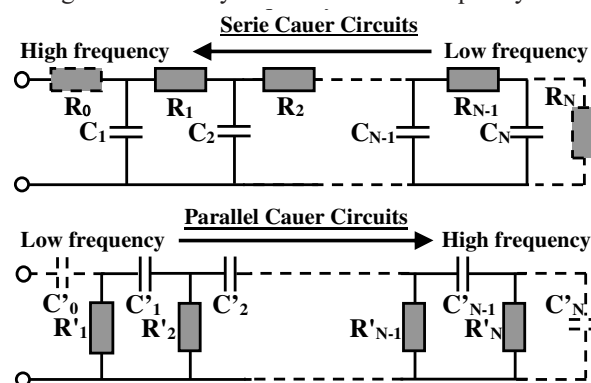 Serie Cauer Circuits
High frequency Low frequency
R0 R1 R2 RN-1 RN
C1 C2 CN-1 CN
Parallel Cauer Circuits
Low frequency High frequency
C'0 C'1 C'2 C'N-1 C'N
R'1 R'2 R'N-1 R'N